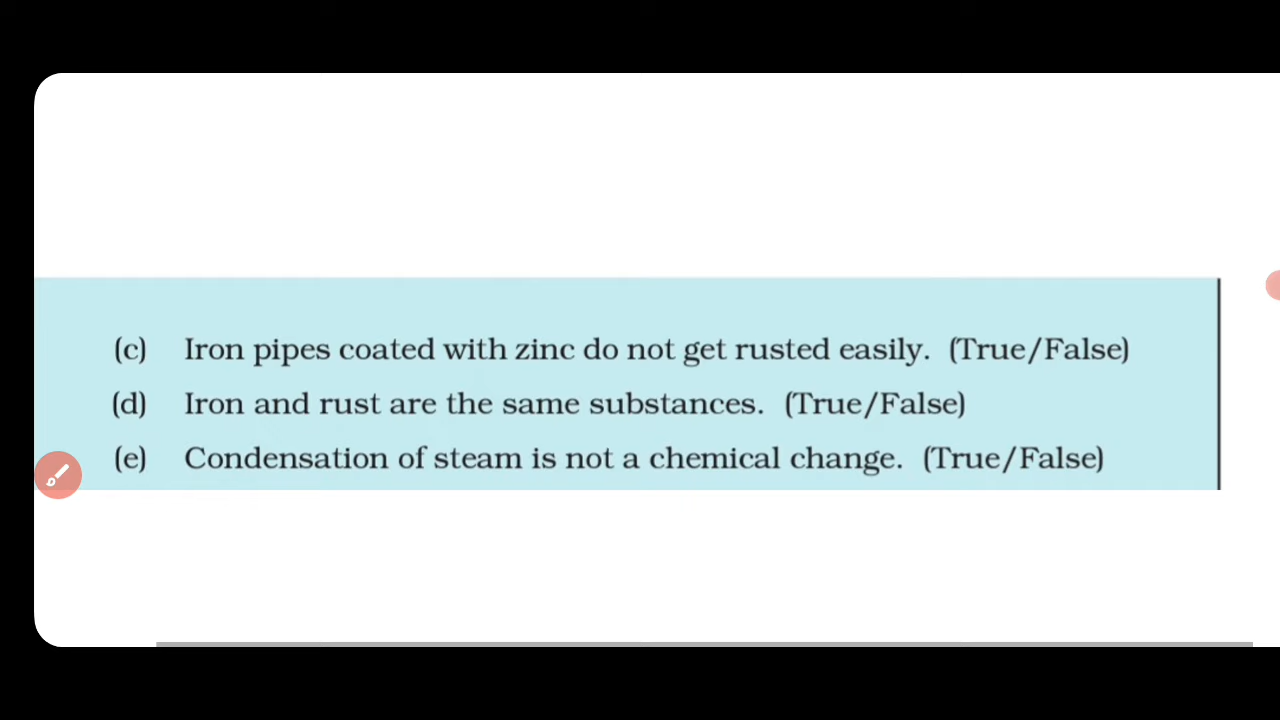 (c) Iron pipes coated with zinc do not get rusted easily. (True/False)
(d) Iron and rust are the same substances. (True/False)
(e) Condensation of steam is not a chemical change. (True/False)